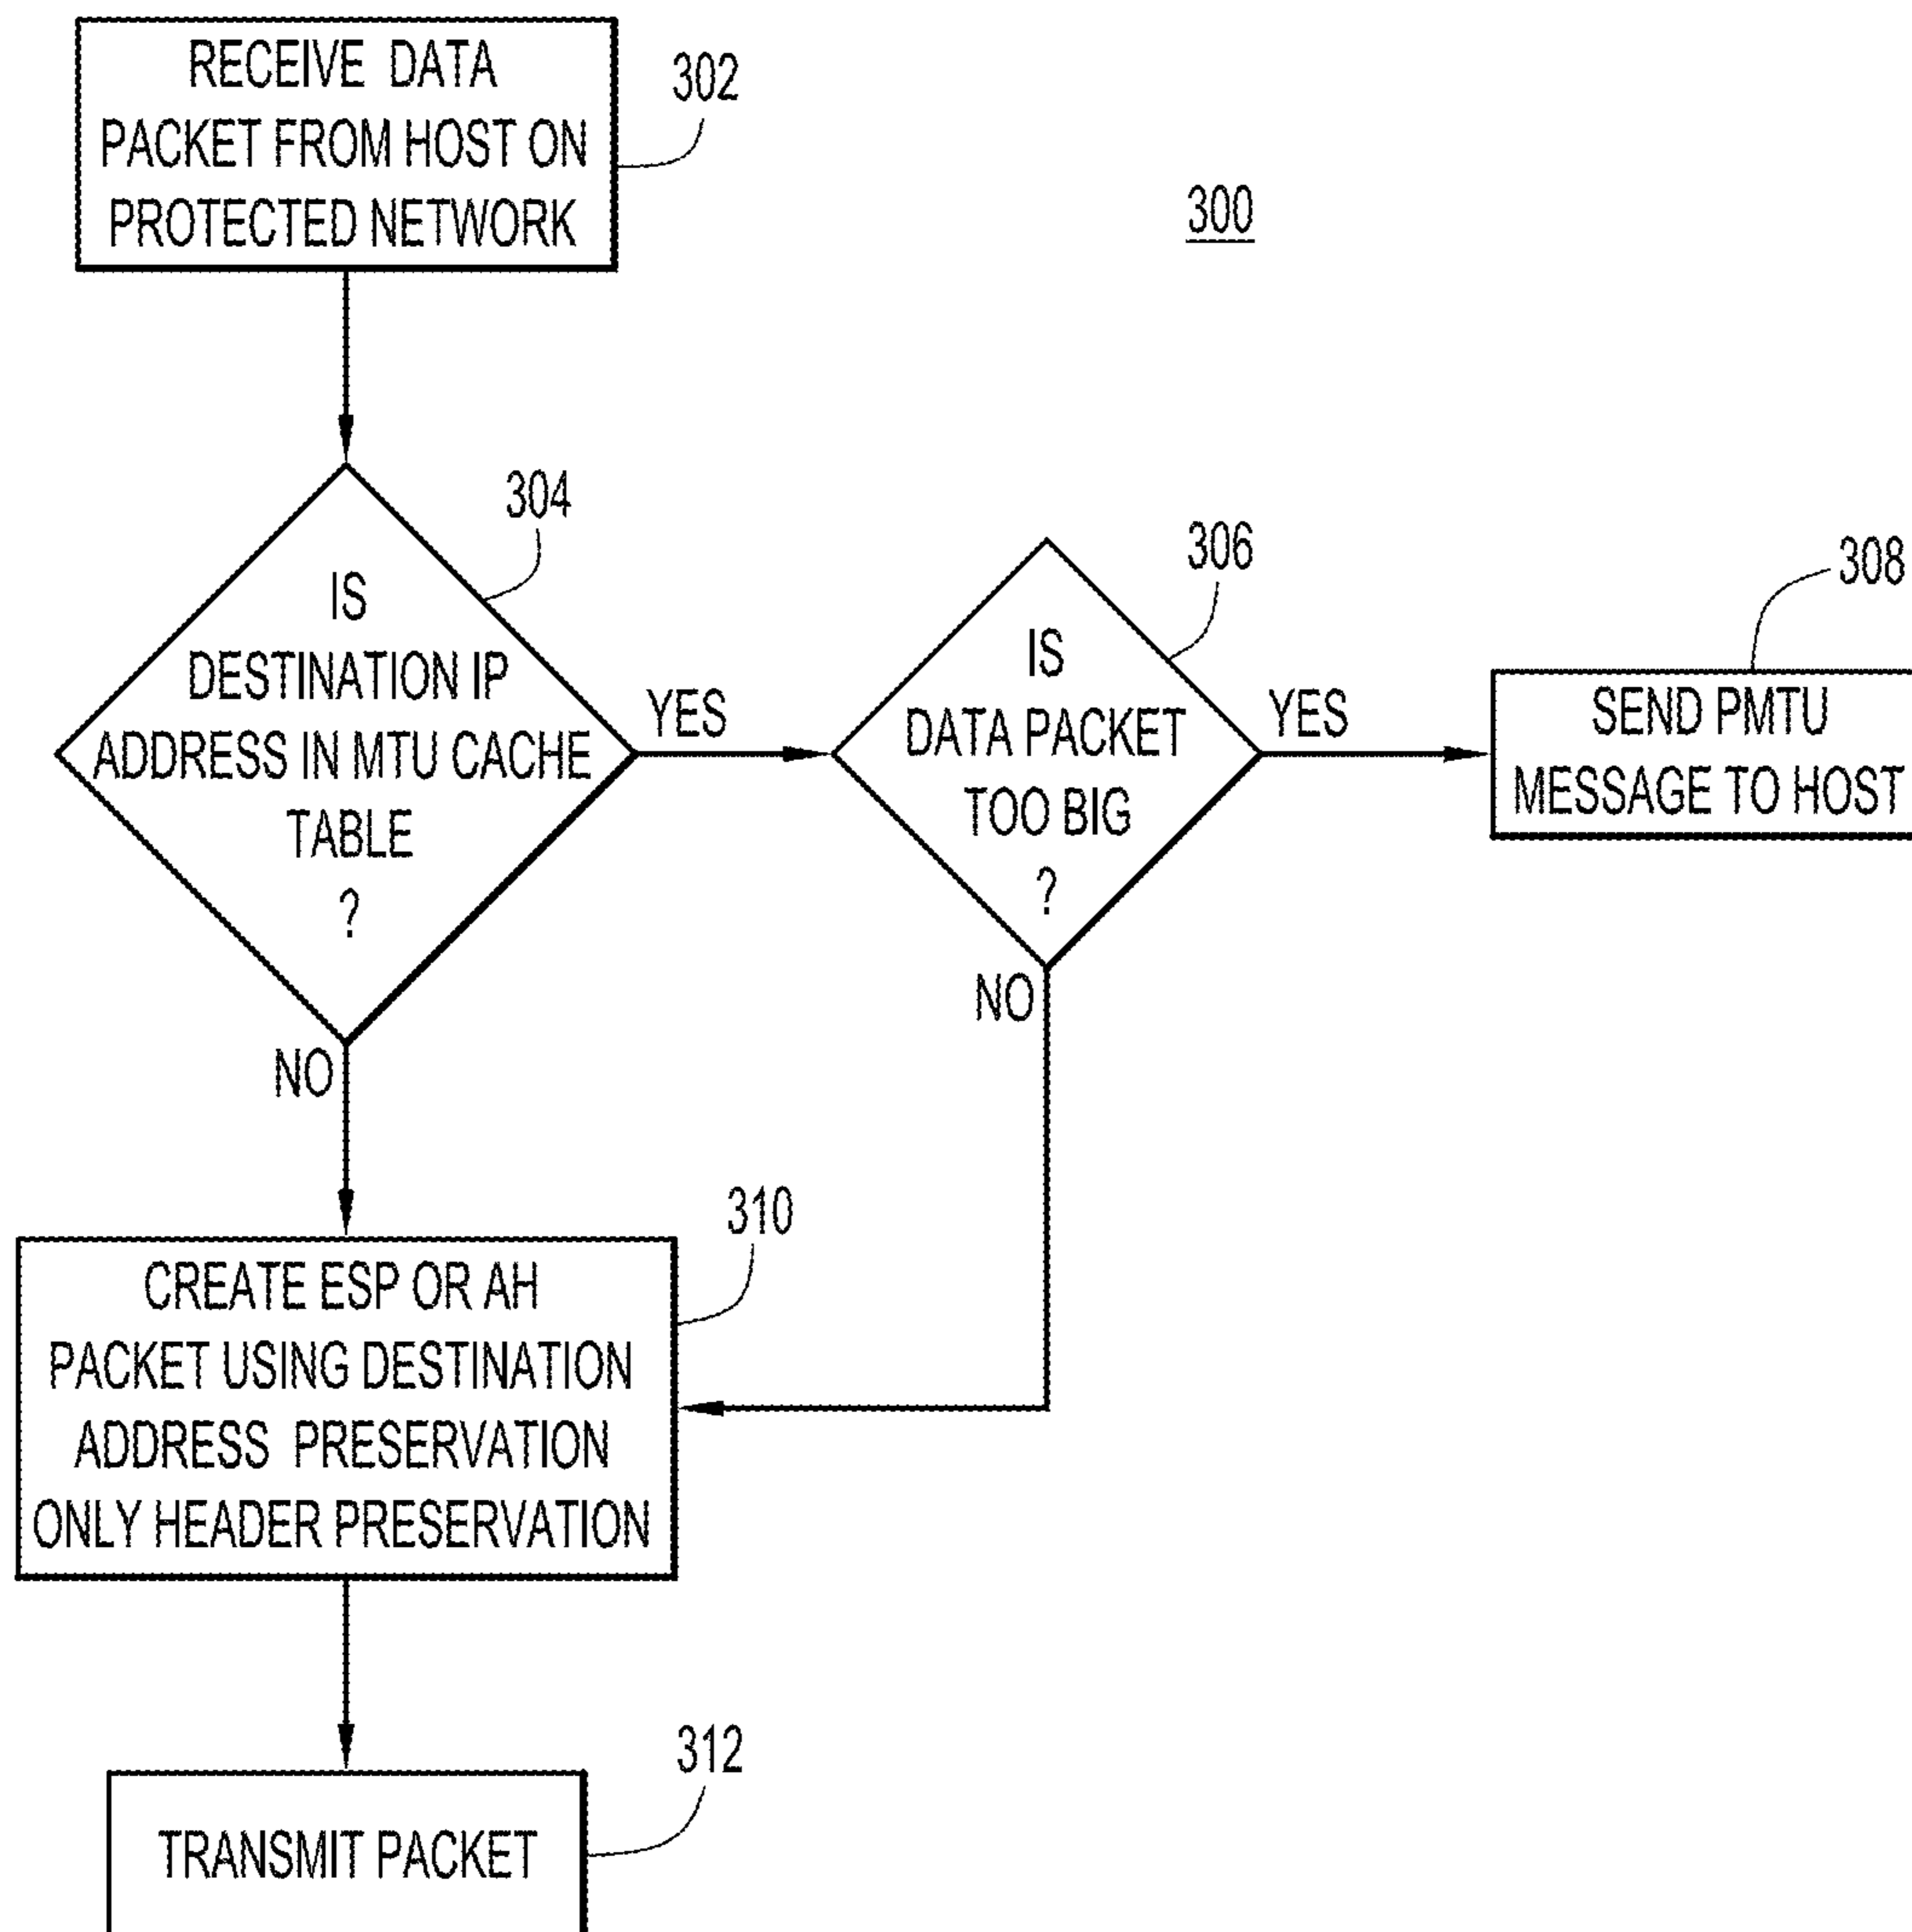 RECEIVE DATA
PACKET FROM HOST ON
PROTECTED NETWORK
302
300
IS
DESTINATION IP
ADDRESS IN MTU CACHE
TABLE
?
304
YES
NO
IS
DATA PACKET
TOO BIG
?
306
YES
NO
SEND PMTU
MESSAGE TO HOST
308
CREATE ESP OR AH
PACKET USING DESTINATION
ADDRESS PRESERVATION
ONLY HEADER PRESERVATION
310
TRANSMIT PACKET
312